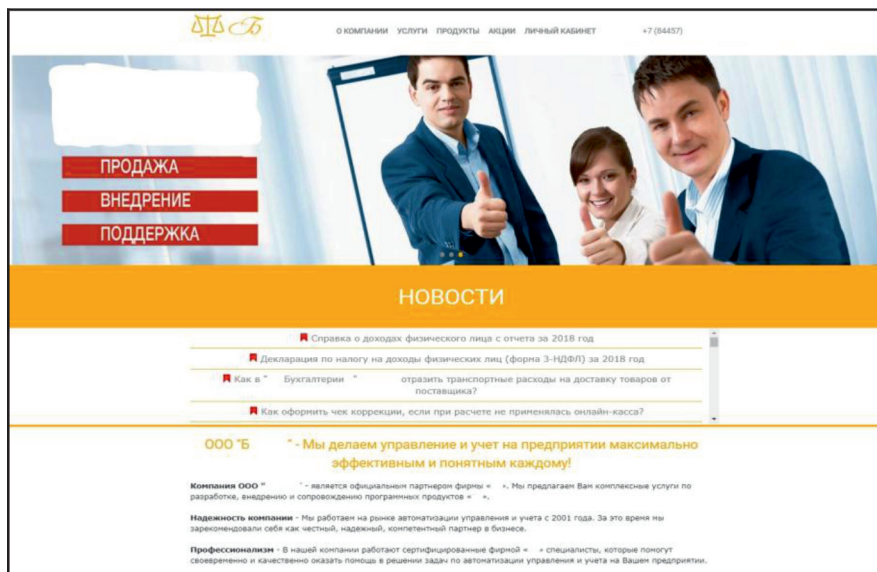 Б
О КОМПАНИИ УСЛУГИ ПРОДУКТЫ АКЦИИ ЛИЧНЫЙ КАБИНЕТ +7 (84457)
ПРОДАЖА
ВНЕДРЕНИЕ
ПОДДЕРЖКА
НОВОСТИ
Справка о доходах физического лица с отчета за 2018 год
Декларация по налогу на доходы физических лиц (форма 3-НДФЛ) за 2018 год
Как в " Бухгалтерии " отразить транспортные расходы на доставку товаров от
поставщика?
Как оформить чек коррекции, если при расчете не применялась онлайн-касса?
ООО "Б " - Мы делаем управление и учет на предприятии максимально
эффективным и понятным каждому!
Компания ООО " " - является официальным партнером фирмы « ». Мы предлагаем Вам комплексные услуги по
разработке, внедрению и сопровождению программных продуктов « ».
Надежность компании - Мы работаем на рынке автоматизации управления и учета с 2001 года. За это время мы
зарекомендовали себя как честный, надежный, компетентный партнер в бизнесе.
Профессионализм - В нашей компании работают сертифицированные фирмой « » специалисты, которые помогут
своевременно и качественно оказать помощь в решении задач по автоматизации управления и учета на Вашем предприятии.